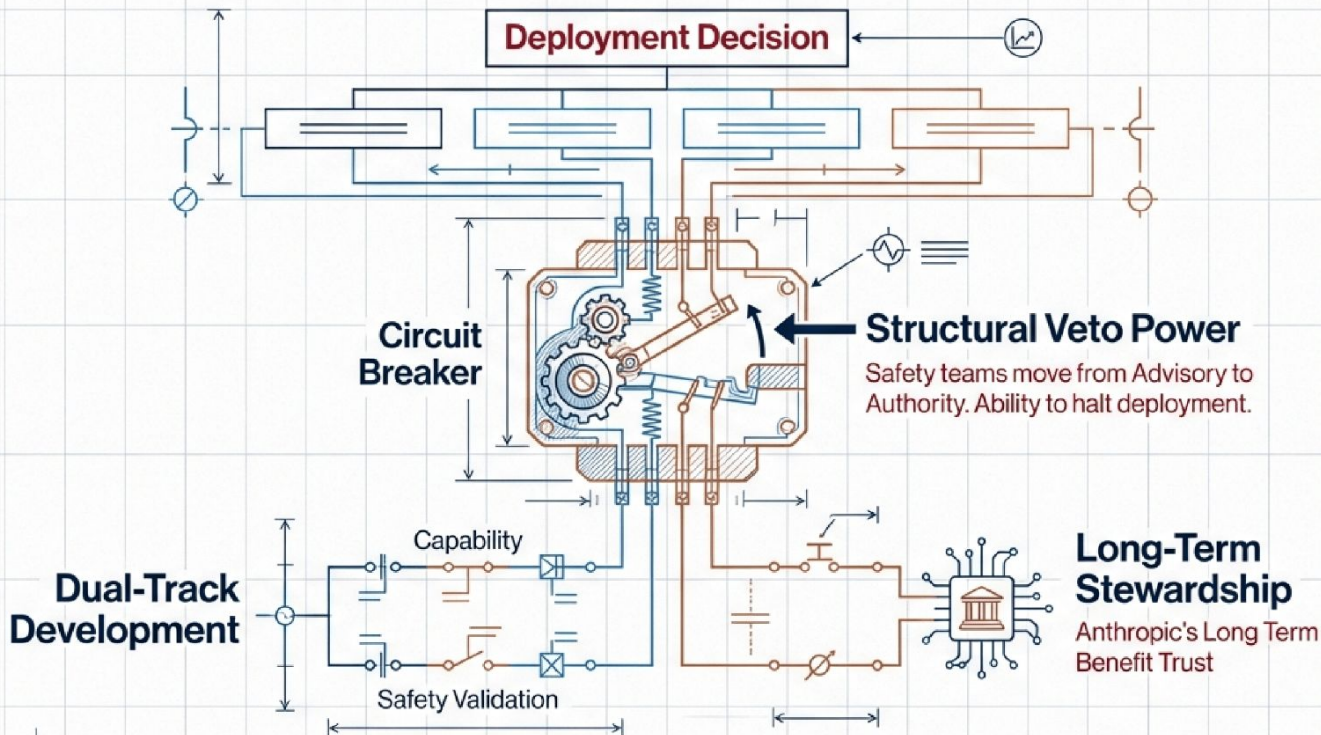 Deployment Decision
Circuit
Breaker
Structural Veto Power
Safety teams move from Advisory to
Authority. Ability to halt deployment.
Dual-Track
Development
Capability
Safety Validation
Long-Term
Stewardship
Anthropic's Long Term
Benefit Trust